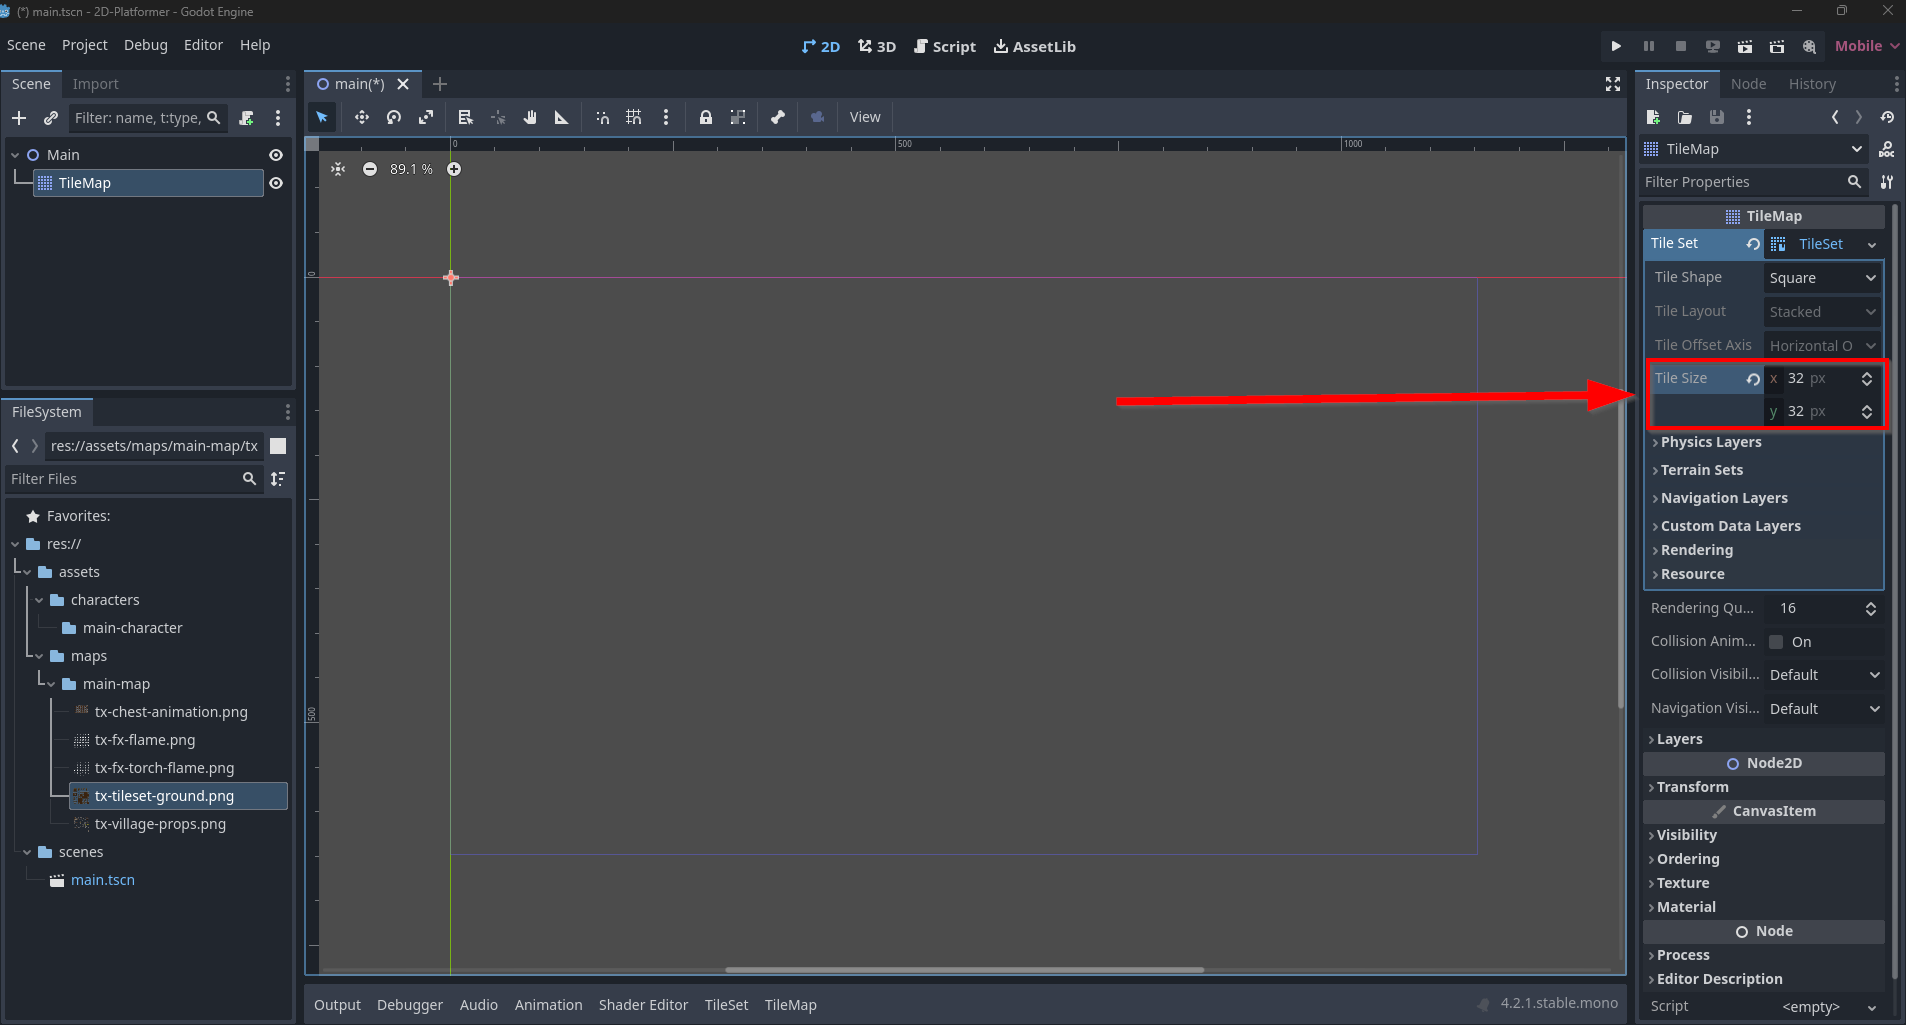 (*) main.tscn - 2D-Platformer - Godot Engine
Scene Project Debug Editor Help
2D 3D Script AssetLib
Mobile
Scene Import
Filter: name, t:type,
Main
TileMap
FileSystem
res://assets/maps/main-map/tx
Filter Files
Favorites:
res://
assets
characters
main-character
maps
main-map
tx-chest-animation.png
tx-fx-flame.png
tx-fx-torch-flame.png
tx-tileset-ground.png
tx-village-props.png
scenes
main.tscn
main(*)
View
0 500 1000
89.1 %
0
500
Output Debugger Audio Animation Shader Editor TileSet TileMap
4.2.1.stable.mono
Inspector Node History
TileMap
DOC
Filter Properties
TileMap
Tile Set TileSet
Tile Shape Square
Tile Layout Stacked
Tile Offset Axis Horizontal O
Tile Size x 32 px
y 32 px
Physics Layers
Terrain Sets
Navigation Layers
Custom Data Layers
Rendering
Resource
Rendering Qu... 16
Collision Anim... On
Collision Visibil... Default
Navigation Visi... Default
Layers
Node2D
Transform
CanvasItem
Visibility
Ordering
Texture
Material
Node
Process
Editor Description
Script <empty>